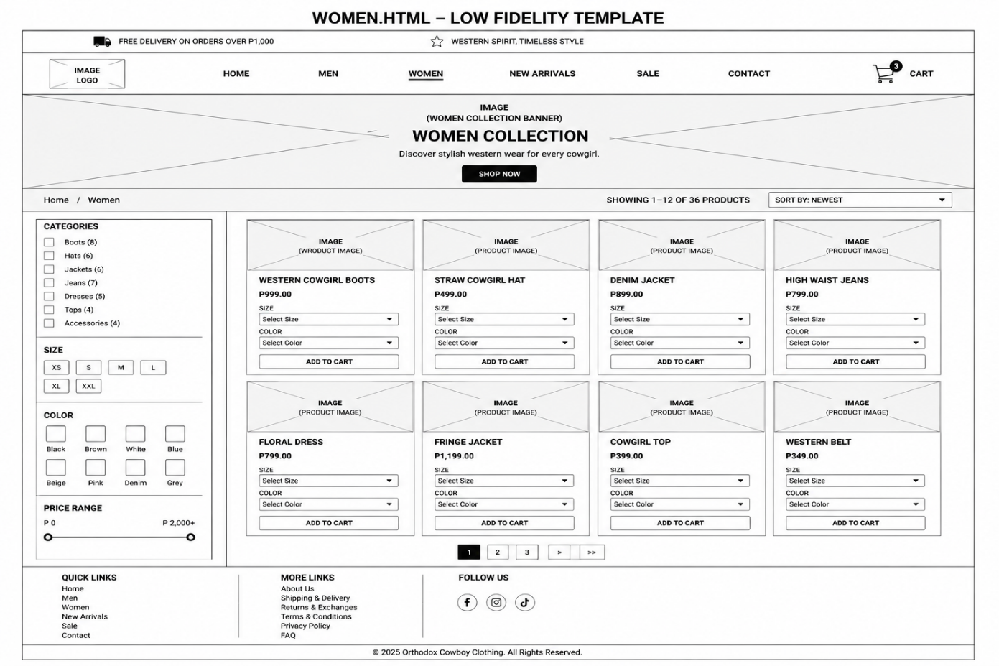 WOMEN.HTML – LOW FIDELITY TEMPLATE
FREE DELIVERY ON ORDERS OVER P1,000
WESTERN SPIRIT, TIMELESS STYLE
IMAGE
LOGO
HOME
MEN
WOMEN
NEW ARRIVALS
SALE
CONTACT
3
CART
IMAGE
(WOMEN COLLECTION BANNER)
WOMEN COLLECTION
Discover stylish western wear for every cowgirl.
SHOP NOW
Home / Women
SHOWING 1–12 OF 36 PRODUCTS
SORT BY: NEWEST
CATEGORIES
Boots (8)
Hats (6)
Jackets (6)
Jeans (7)
Dresses (5)
Tops (4)
Accessories (4)
SIZE
XS S M L
XL XXL
COLOR
Black Brown White Blue
Beige Pink Denim Grey
PRICE RANGE
P 0 P 2,000+
IMAGE
(WRODUCT IMAGE)
WESTERN COWGIRL BOOTS
P999.00
SIZE
Select Size
COLOR
Select Color
ADD TO CART
IMAGE
(PRODUCT IMAGE)
STRAW COWGIRL HAT
P499.00
SIZE
Select Size
COLOR
Select Color
ADD TO CART
IMAGE
(PRODUCT IMAGE)
DENIM JACKET
P899.00
SIZE
Select Size
COLOR
Select Color
ADD TO CART
IMAGE
(PRODUCT IMAGE)
HIGH WAIST JEANS
P799.00
SIZE
Select Size
COLOR
Select Color
ADD TO CART
IMAGE
(PRODUCT IMAGE)
FLORAL DRESS
P799.00
SIZE
Select Size
COLOR
Select Color
ADD TO CART
IMAGE
(PRODUCT IMAGE)
FRINGE JACKET
P1,199.00
SIZE
Select Size
COLOR
Select Color
ADD TO CART
IMAGE
(PRODUCT IMAGE)
COWGIRL TOP
P399.00
SIZE
Select Size
COLOR
Select Color
ADD TO CART
IMAGE
(PRODUCT IMAGE)
WESTERN BELT
P349.00
SIZE
Select Size
COLOR
Select Color
ADD TO CART
1 2 3 > >>
QUICK LINKS
Home
Men
Women
New Arrivals
Sale
Contact
MORE LINKS
About Us
Shipping & Delivery
Returns & Exchanges
Terms & Conditions
Privacy Policy
FAQ
FOLLOW US
© 2025 Orthodox Cowboy Clothing. All Rights Reserved.